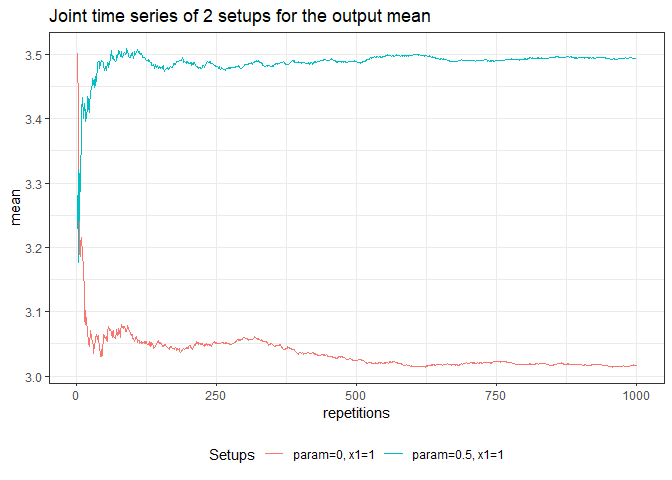 Joint time series of 2 setups for the output mean
3.5
3.4
3.3
3.2
3.1
3.0
mean
0 250 500 750 1000
repetitions
Setups param=0, x1=1 param=0.5, x1=1